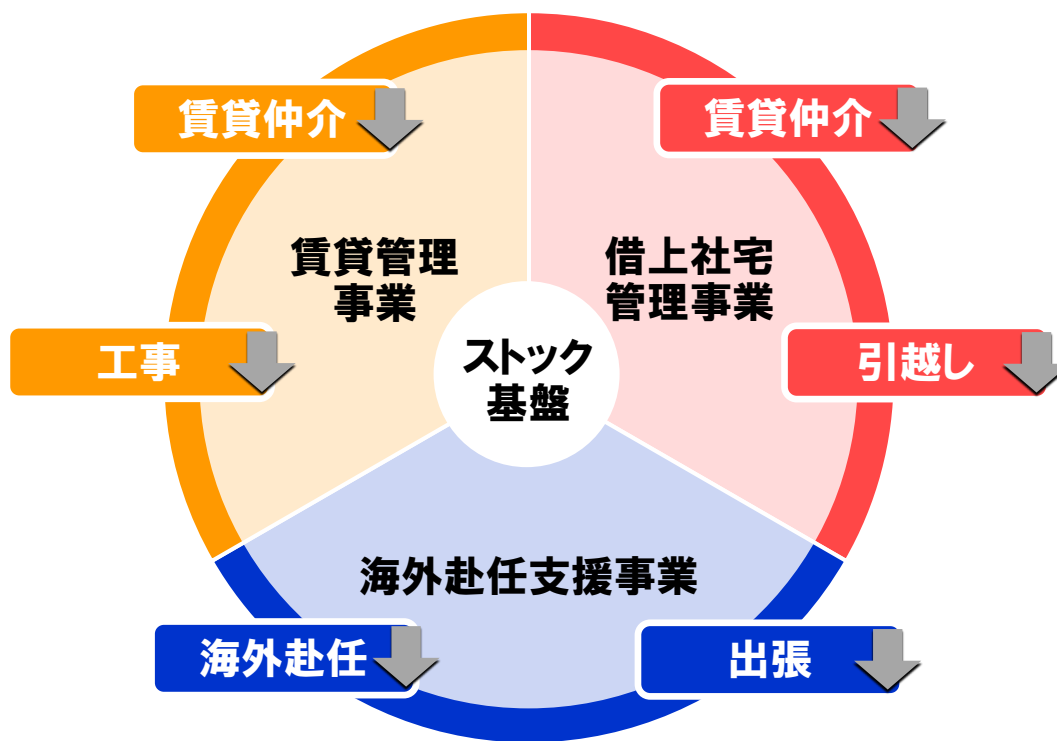 賃貸仲介
賃貸仲介
賃貸管理
事業
借上社宅
管理事業
工事
ストック
基盤
引越し
海外赴任支援事業
海外赴任
出張